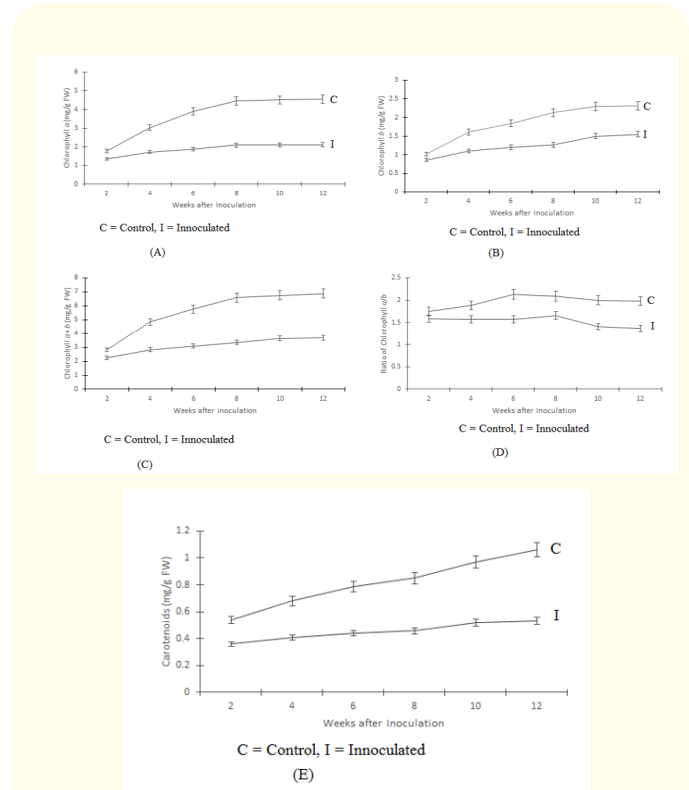 6
5
4
3
2
1
0
Chlorophyll a (mg/g FW)
C
I
2 4 6 8 10 12
Weeks after Inoculation
C = Control, I = Innoculated
(A)
3
2.5
2
1.5
1
0.5
0
Chlorophyll b (mg/g FW)
C
I
2 4 6 8 10 12
Weeks after Inoculation
C = Control, I = Innoculated
(B)
8
7
6
5
4
3
2
1
0
Chlorophyll a+ b (mg/g FW)
2 4 6 8 10 12
Weeks after Inoculation
C = Control, I = Innoculated
(C)
2.5
2
1.5
1
0.5
0
Ratio of Chlorophyll a/b
C
I
2 4 6 8 10 12
Weeks after Inoculation
C = Control, I = Innoculated
(D)
1.2
1
0.8
0.6
0.4
0.2
0
Carotenoids (mg/g FW)
C
I
2 4 6 8 10 12
Weeks after Inoculation
C = Control, I = Innoculated
(E)